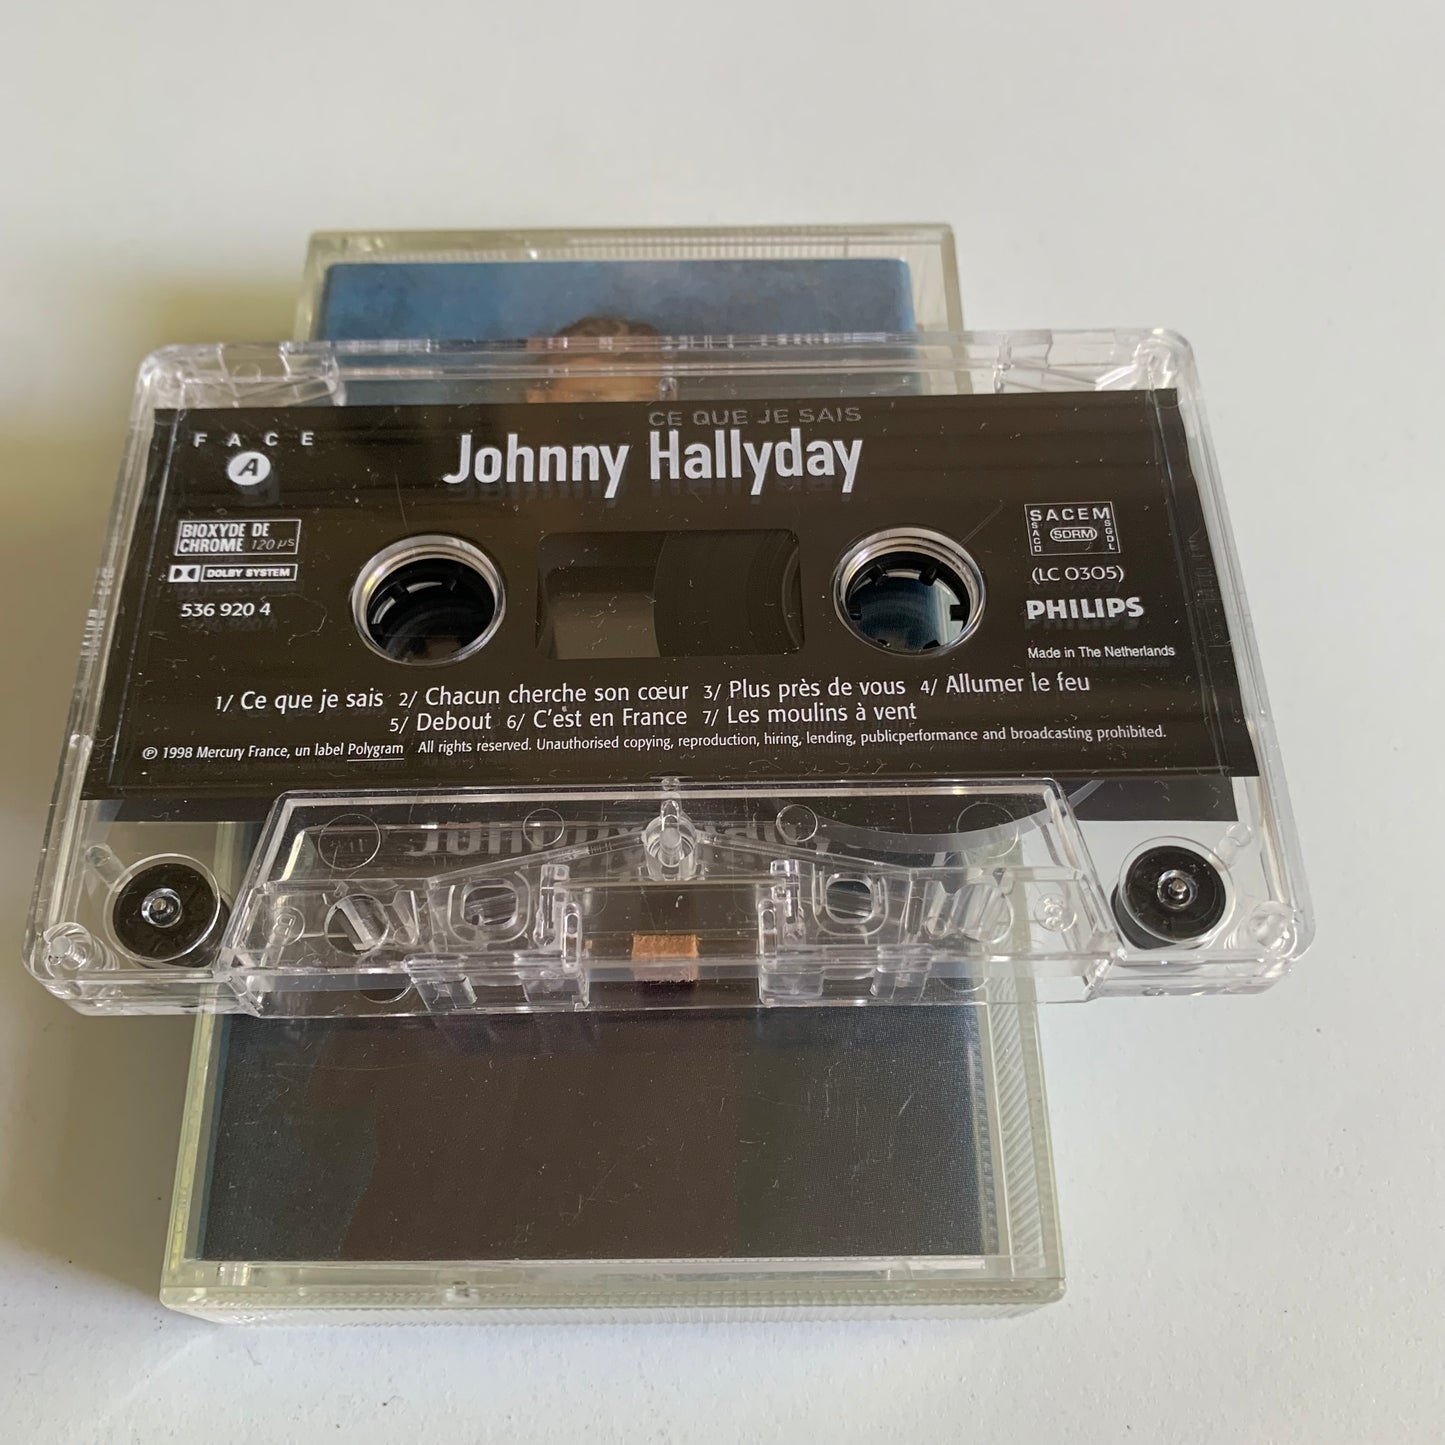 CE QUE JE SAIS
FACE
A
Johnny Hallyday
BIOXYDE DE
CHROME 120 µs
DOLBY SYSTEM
536 920 4
SACEM
SACD
SDRM
SGDL
(LC 0305)
PHILIPS
Made in The Netherlands
1/ Ce que je sais 2/ Chacun cherche son cœur 3/ Plus près de vous 4/ Allumer le feu
5/ Debout 6/ C'est en France 7/ Les moulins à vent
℗ 1998 Mercury France, un label Polygram All rights reserved. Unauthorised copying, reproduction, hiring, lending, publicperformance and broadcasting prohibited.